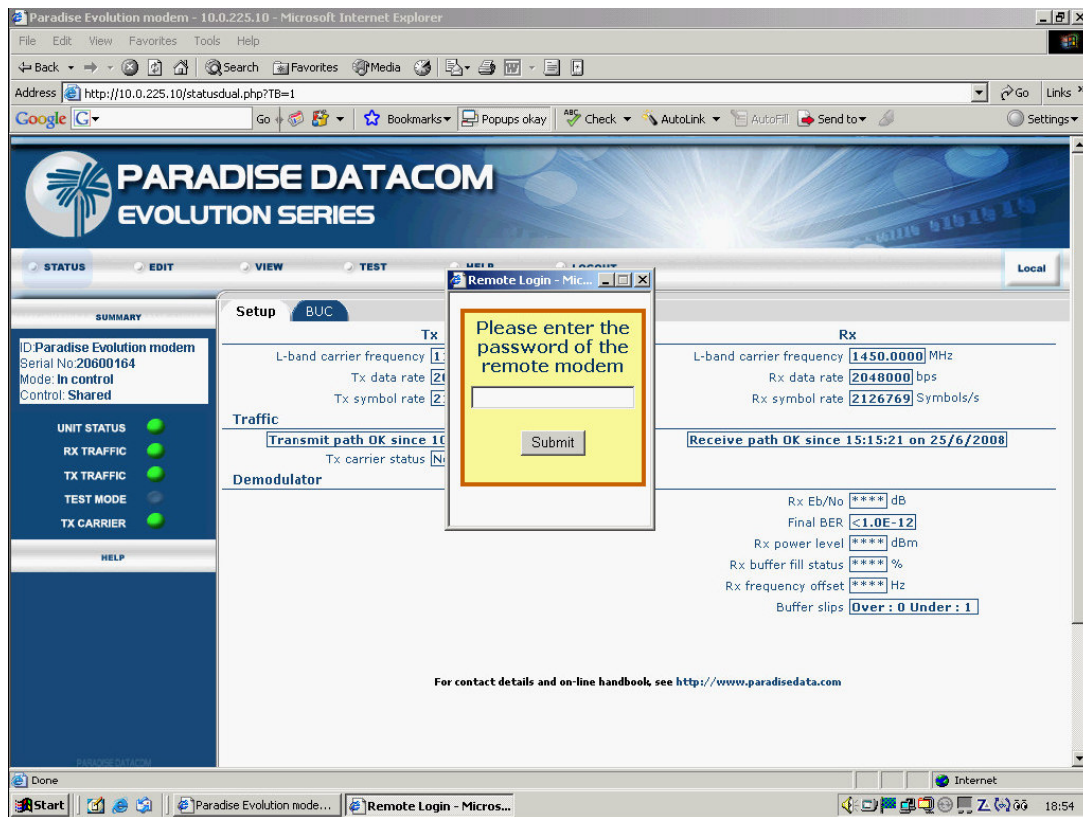 Paradise Evolution modem - 10.0.225.10 - Microsoft Internet Explorer
File Edit View Favorites Tools Help
Back Search Favorites Media
Address http://10.0.225.10/statusdual.php?TB=1 Go Links »
Google G Go Bookmarks Popups okay ABC Check AutoLink AutoFill Send to Settings
PARADISE DATACOM
EVOLUTION SERIES
STATUS EDIT VIEW TEST HELP LOGOUT Local
SUMMARY
ID:Paradise Evolution modem
Serial No:20600164
Mode: In control
Control: Shared
UNIT STATUS
RX TRAFFIC
TX TRAFFIC
TEST MODE
TX CARRIER
HELP
PARADISE DATACOM
Setup BUC
Tx Rx
L-band carrier frequency L-band carrier frequency 1450.0000 MHz
Tx data rate Rx data rate 2048000 bps
Tx symbol rate Rx symbol rate 2126769 Symbols/s
Traffic
Transmit path OK since Receive path OK since 15:15:21 on 25/6/2008
Tx carrier status
Demodulator
Rx Eb/No **** dB
Final BER <1.0E-12
Rx power level **** dBm
Rx buffer fill status **** %
Rx frequency offset **** Hz
Buffer slips Over : 0 Under : 1
Remote Login - Mic...
Please enter the
password of the
remote modem
Submit
For contact details and on-line handbook, see http://www.paradisedata.com
Done Internet
Start Paradise Evolution mode... Remote Login - Micros... 18:54